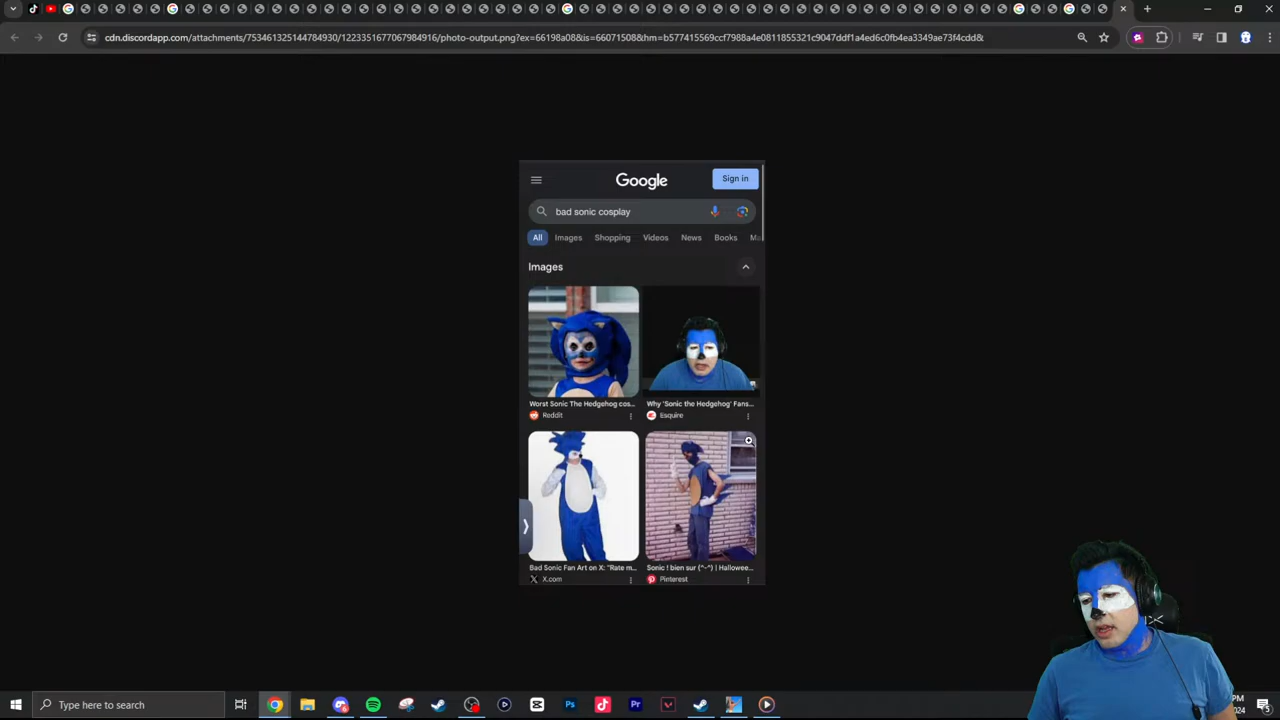 cdn.discordapp.com/attachments/753461325144784930/1223351677067984916/photo-output.png?ex=66198a08&is=66071508&hm=b577415569ccf7988a4e0811855321c9047ddf1a4ed6c0fb4ea3349ae73f4cdd&
Google
Sign in
bad sonic cosplay
All Images Shopping Videos News Books
Images
Worst Sonic The Hedgehog cos...
Why 'Sonic the Hedgehog' Fans...
Reddit
Esquire
Bad Sonic Fan Art on X: "Rate m...
Sonic ! bien sur (^-^) | Hallowee...
X.com
Pinterest
Type here to search
PM
2024